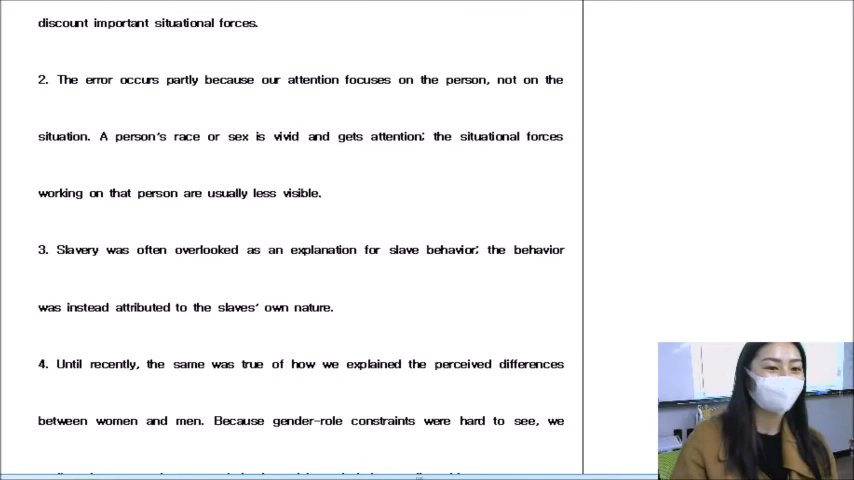 discount important situational forces.
2. The error occurs partly because our attention focuses on the person, not on the
situation. A person's race or sex is vivid and gets attention; the situational forces
working on that person are usually less visible.
3. Slavery was often overlooked as an explanation for slave behavior; the behavior
was instead attributed to the slaves' own nature.
4. Until recently, the same was true of how we explained the perceived differences
between women and men. Because gender-role constraints were hard to see, we